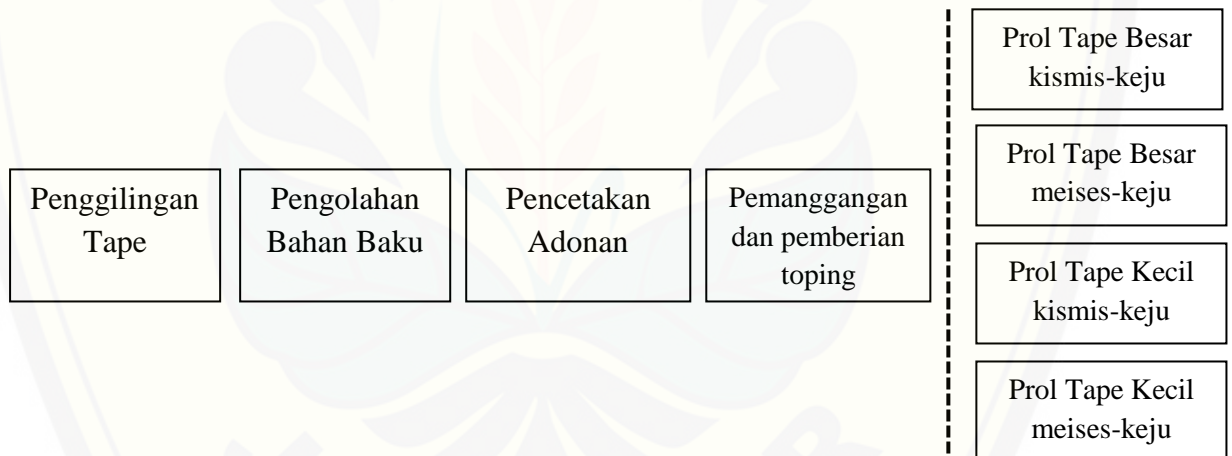 Penggilingan
Tape
Pengolahan
Bahan Baku
Pencetakan
Adonan
Pemanggangan
dan pemberian
toping
Prol Tape Besar
kismis-keju
Prol Tape Besar
meises-keju
Prol Tape Kecil
kismis-keju
Prol Tape Kecil
meises-keju